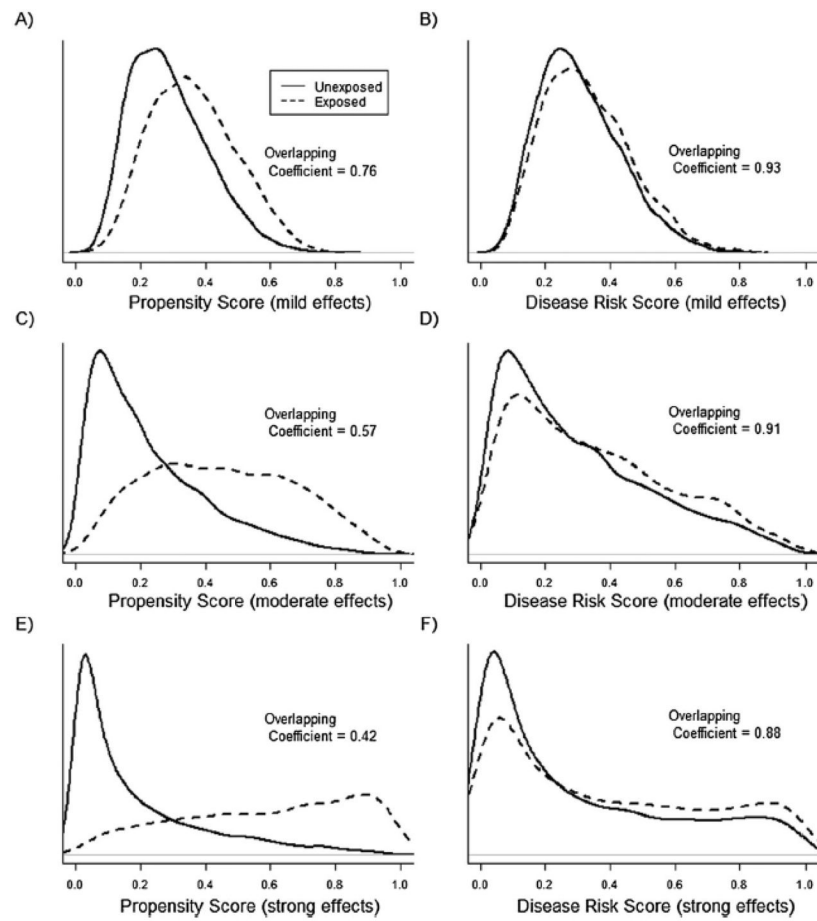 A)
Unexposed
Exposed
Overlapping
Coefficient = 0.76
0.0 0.2 0.4 0.6 0.8 1.0
Propensity Score (mild effects)
B)
Overlapping
Coefficient = 0.93
0.0 0.2 0.4 0.6 0.8 1.0
Disease Risk Score (mild effects)
C)
Overlapping
Coefficient = 0.57
0.0 0.2 0.4 0.6 0.8 1.0
Propensity Score (moderate effects)
D)
Overlapping
Coefficient = 0.91
0.0 0.2 0.4 0.6 0.8 1.0
Disease Risk Score (moderate effects)
E)
Overlapping
Coefficient = 0.42
0.0 0.2 0.4 0.6 0.8 1.0
Propensity Score (strong effects)
F)
Overlapping
Coefficient = 0.88
0.0 0.2 0.4 0.6 0.8 1.0
Disease Risk Score (strong effects)